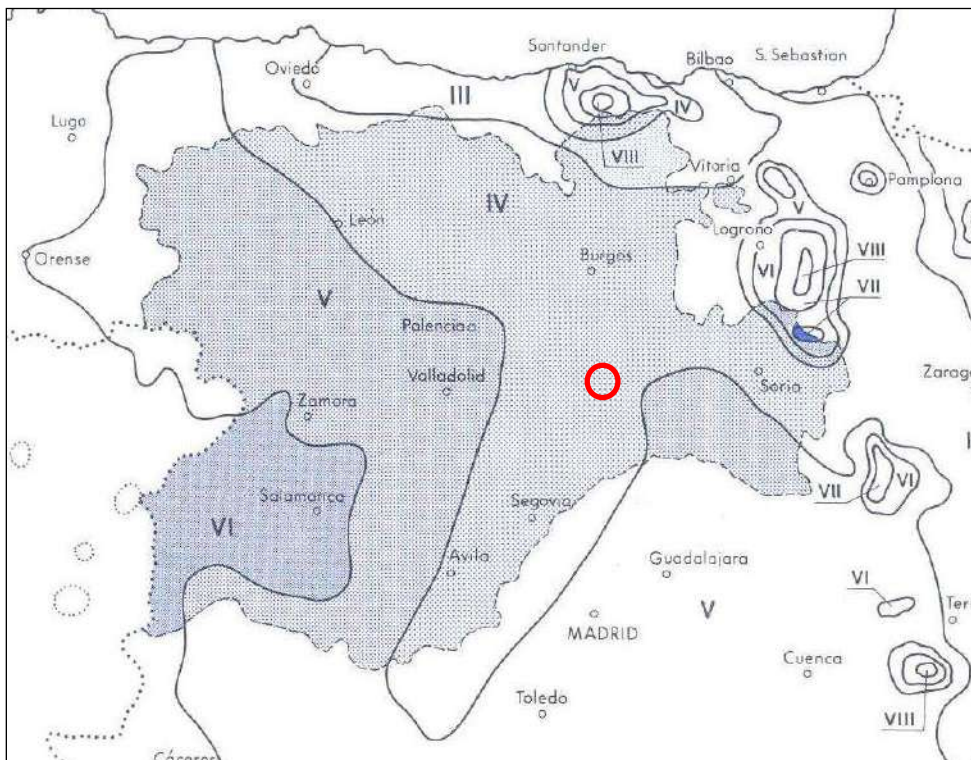 Santander
Bilbao
S. Sebastian
Oviedo
V
III
IV
Lugo
VIII
Vitoria
Pamplona
IV
V
León
Logroño
Orense
Burgos
VI
VIII
VII
V
Palencia
Soria
Valladolid
Zamora
Salamanca
VII
VI
Segovia
VI
Avila
Guadalajara
VI
V
MADRID
Cuenca
Toledo
VIII